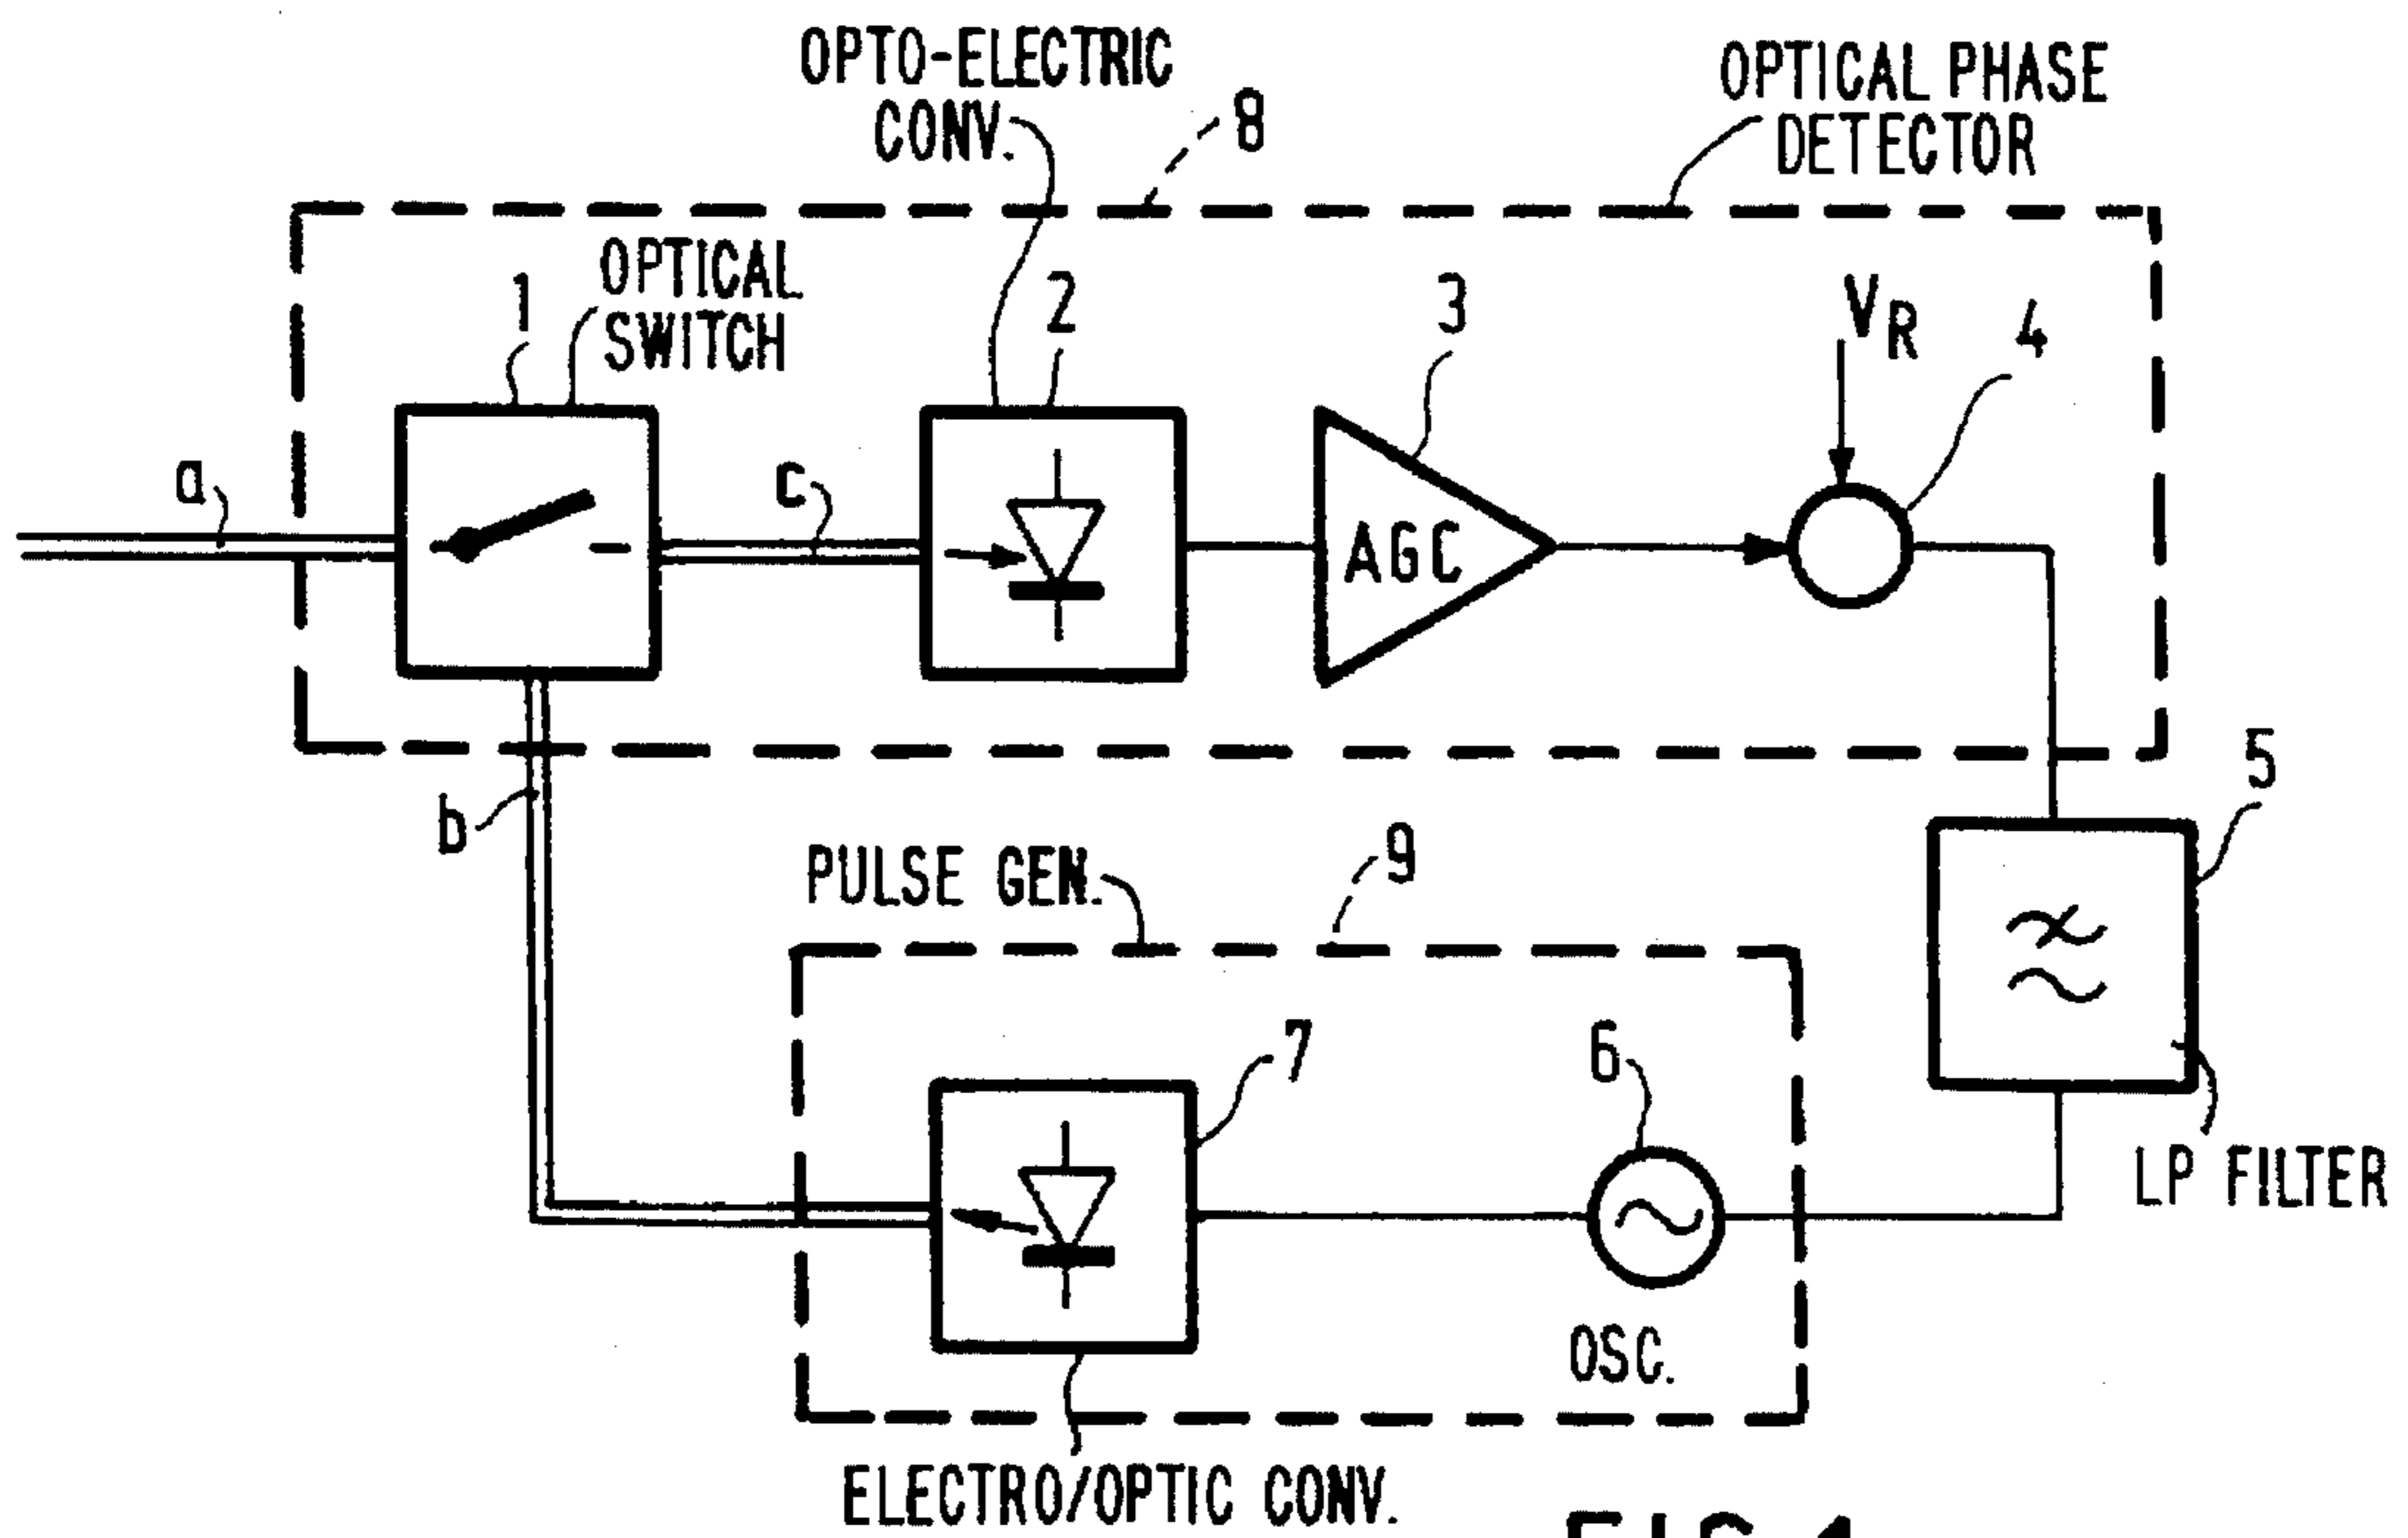 OPTO-ELECTRIC
CONV.
8
OPTICAL PHASE
DETECTOR
1
OPTICAL
SWITCH
2
3
VR
4
a
c
AGC
b
5
PULSE GEN.
9
7
6
LP FILTER
OSC.
ELECTRO/OPTIC CONV.